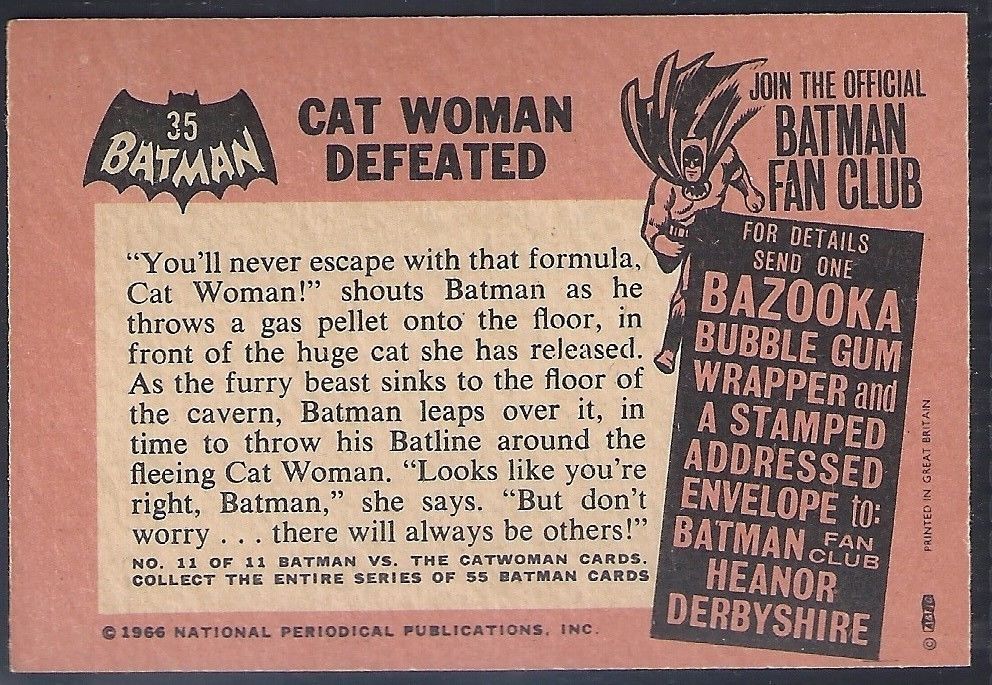 35
BATMAN
CAT WOMAN
DEFEATED
"You'll never escape with that formula,
Cat Woman!" shouts Batman as he
throws a gas pellet onto the floor, in
front of the huge cat she has released.
As the furry beast sinks to the floor of
the cavern, Batman leaps over it, in
time to throw his Batline around the
fleeing Cat Woman. "Looks like you're
right, Batman," she says. "But don't
worry . . . there will always be others!"
NO. 11 OF 11 BATMAN VS. THE CATWOMAN CARDS.
COLLECT THE ENTIRE SERIES OF 55 BATMAN CARDS
© 1966 NATIONAL PERIODICAL PUBLICATIONS, INC.
JOIN THE OFFICIAL
BATMAN
FAN CLUB
FOR DETAILS
SEND ONE
BAZOOKA
BUBBLE GUM
WRAPPER and
A STAMPED
ADDRESSED
ENVELOPE to:
BATMAN FAN CLUB
HEANOR
DERBYSHIRE
PRINTED IN GREAT BRITAIN
©